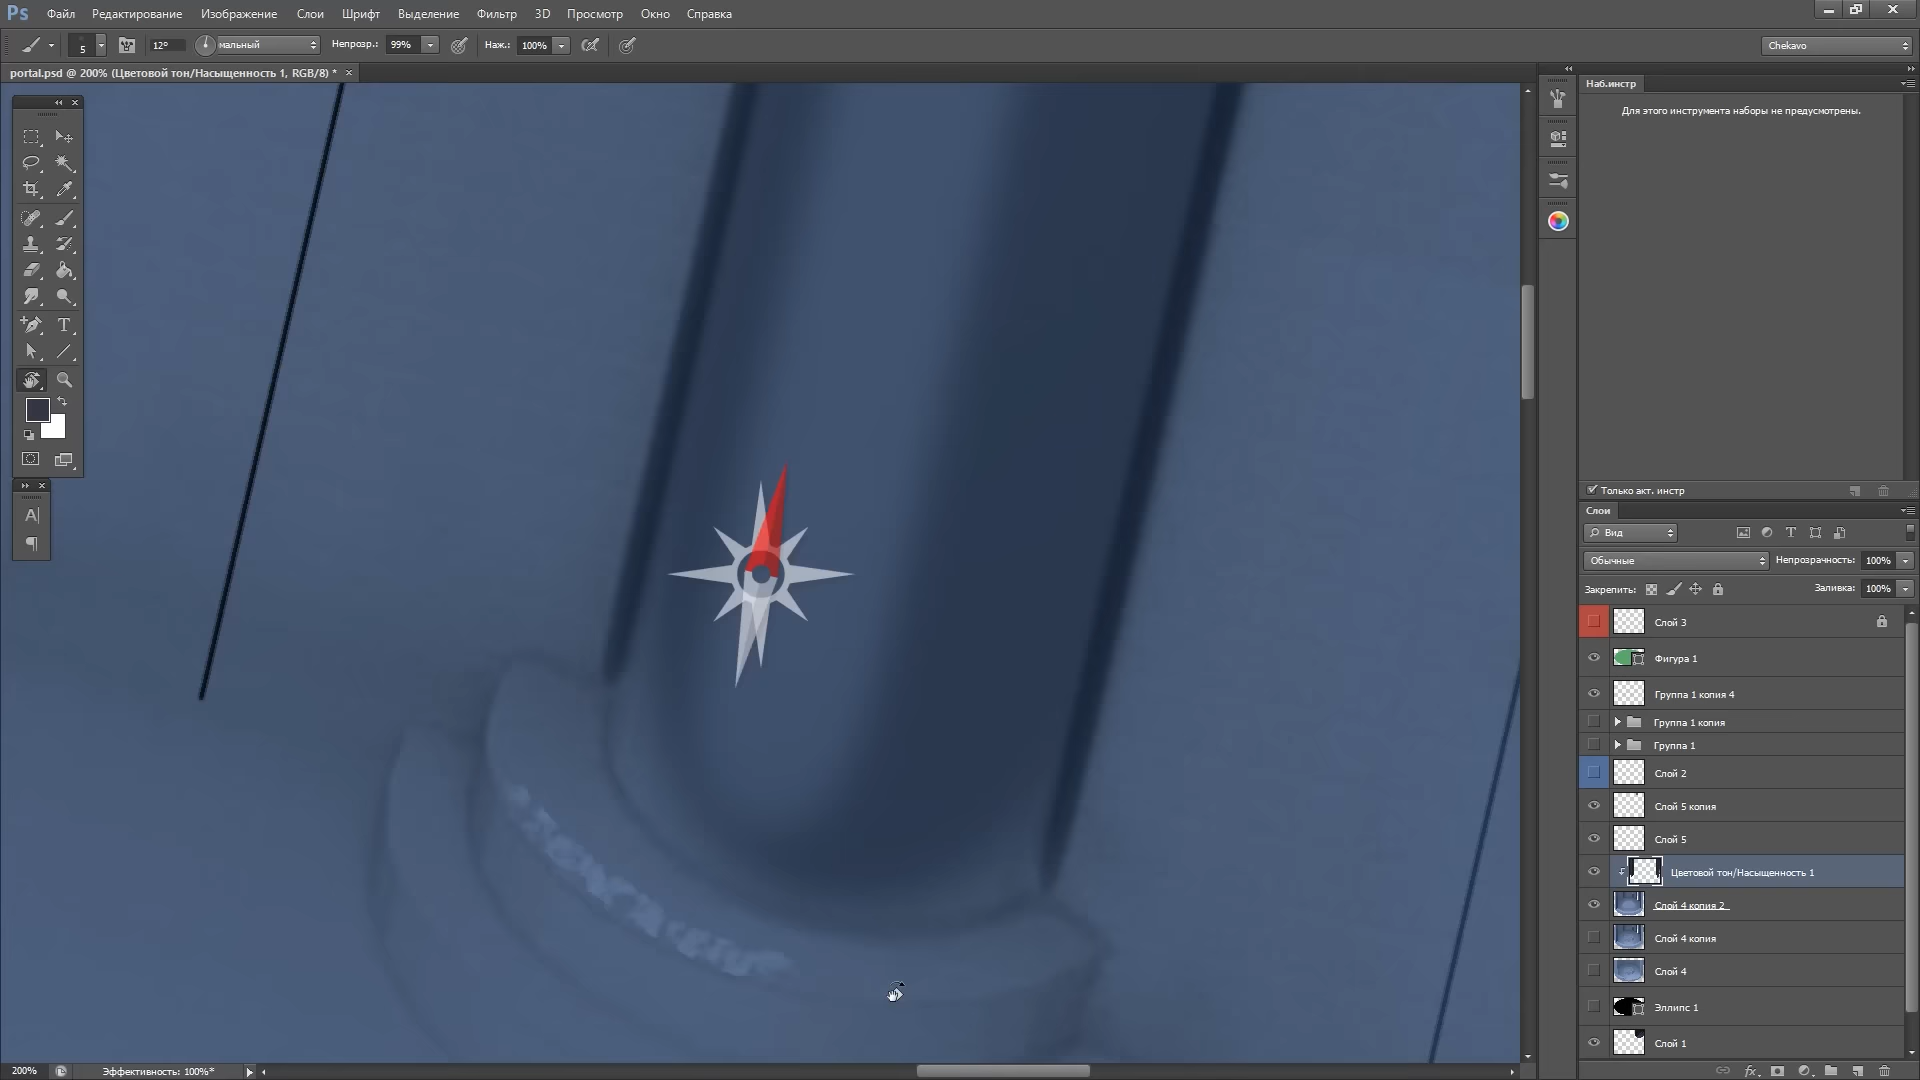 Ps Файл Редактирование Изображение Слои Шрифт Выделение Фильтр 3D Просмотр Окно Справка
5 12° мальный Непрозр.: 99% Наж.: 100% Chekavo
portal.psd @ 200% (Цветовой тон/Насыщенность 1, RGB/8) * ×
Наб.инстр
Для этого инструмента наборы не предусмотрены.
Только акт. инстр
Слои
Вид
Обычные Непрозрачность: 100%
Закрепить: Заливка: 100%
Слой 3
Фигура 1
Группа 1 копия 4
Группа 1 копия
Группа 1
Слой 2
Слой 5 копия
Слой 5
Цветовой тон/Насыщенность 1
Слой 4 копия 2
Слой 4 копия
Слой 4
Эллипс 1
Слой 1
200% Эффективность: 100%*